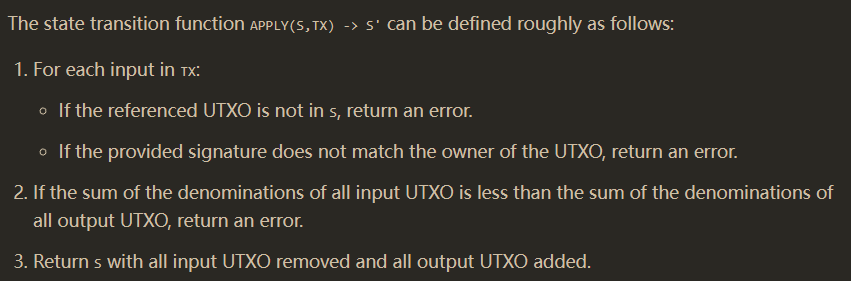 The state transition function APPLY(S,TX) -> S' can be defined roughly as follows:
1. For each input in TX:
◦ If the referenced UTXO is not in S, return an error.
◦ If the provided signature does not match the owner of the UTXO, return an error.
2. If the sum of the denominations of all input UTXO is less than the sum of the denominations of
all output UTXO, return an error.
3. Return S with all input UTXO removed and all output UTXO added.